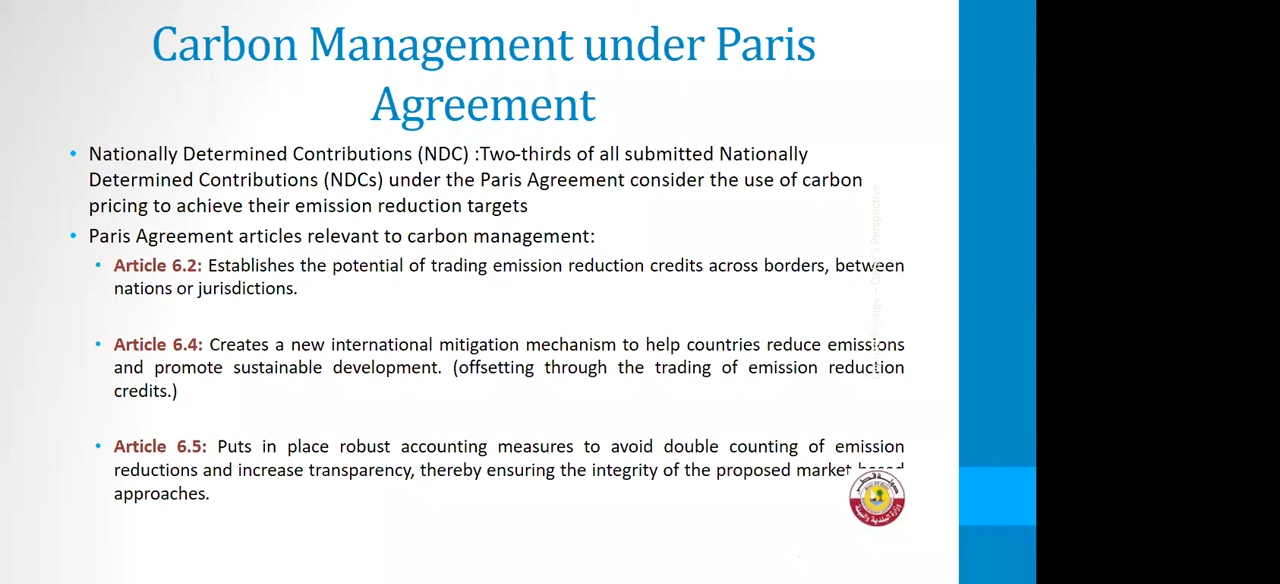 Carbon Management under Paris
Agreement
• Nationally Determined Contributions (NDC) :Two-thirds of all submitted Nationally
Determined Contributions (NDCs) under the Paris Agreement consider the use of carbon
pricing to achieve their emission reduction targets
• Paris Agreement articles relevant to carbon management:
• Article 6.2: Establishes the potential of trading emission reduction credits across borders, between
nations or jurisdictions.
• Article 6.4: Creates a new international mitigation mechanism to help countries reduce emissions
and promote sustainable development. (offsetting through the trading of emission reduction
credits.)
• Article 6.5: Puts in place robust accounting measures to avoid double counting of emission
reductions and increase transparency, thereby ensuring the integrity of the proposed market
approaches.
Perspective